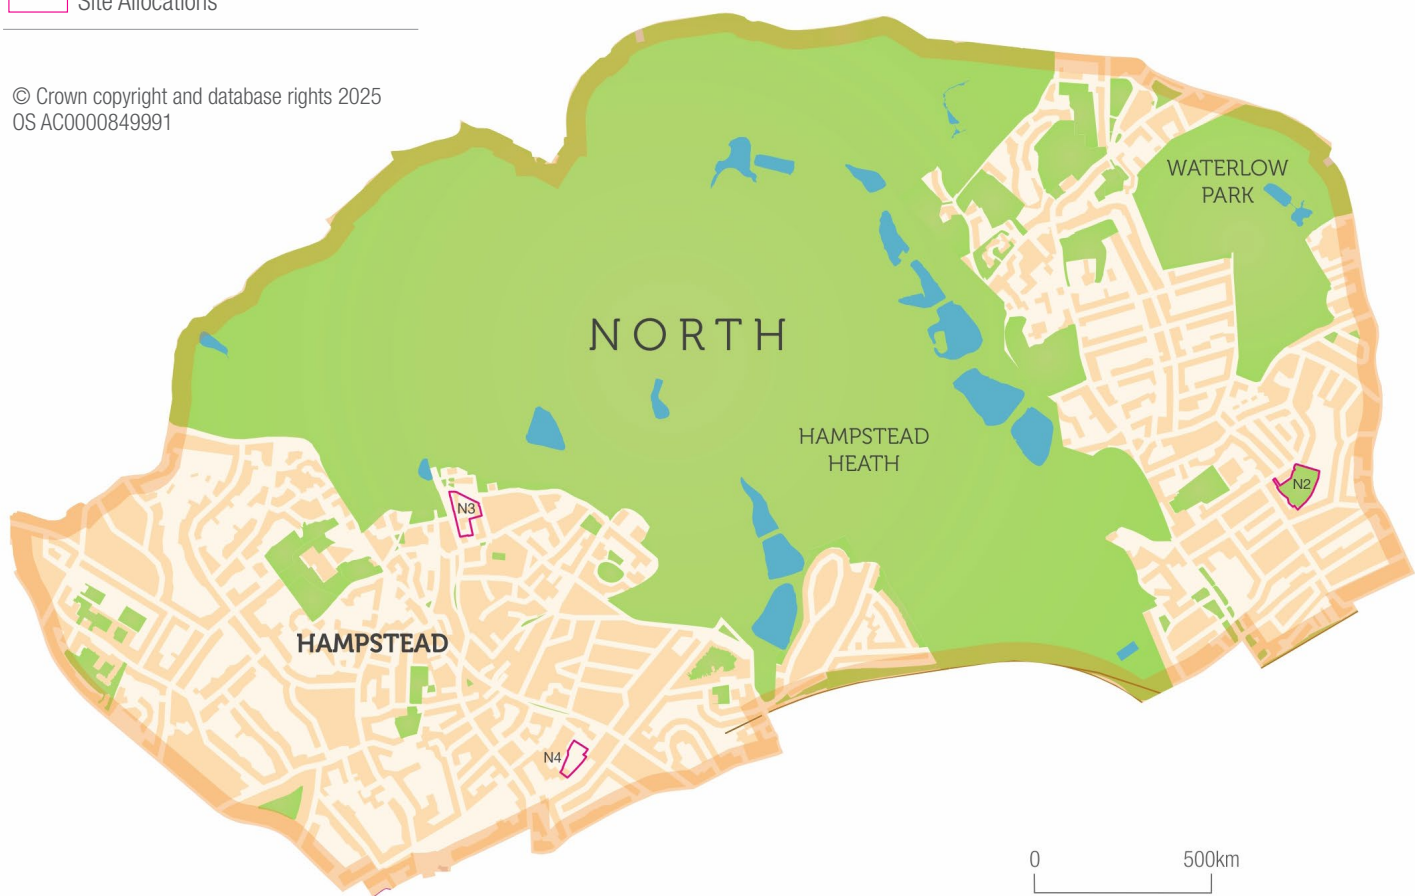 Site Allocations
© Crown copyright and database rights 2025
OS AC0000849991
WATERLOW
PARK
NORTH
HAMPSTEAD
HEATH
N2
N3
HAMPSTEAD
N4
0 500km